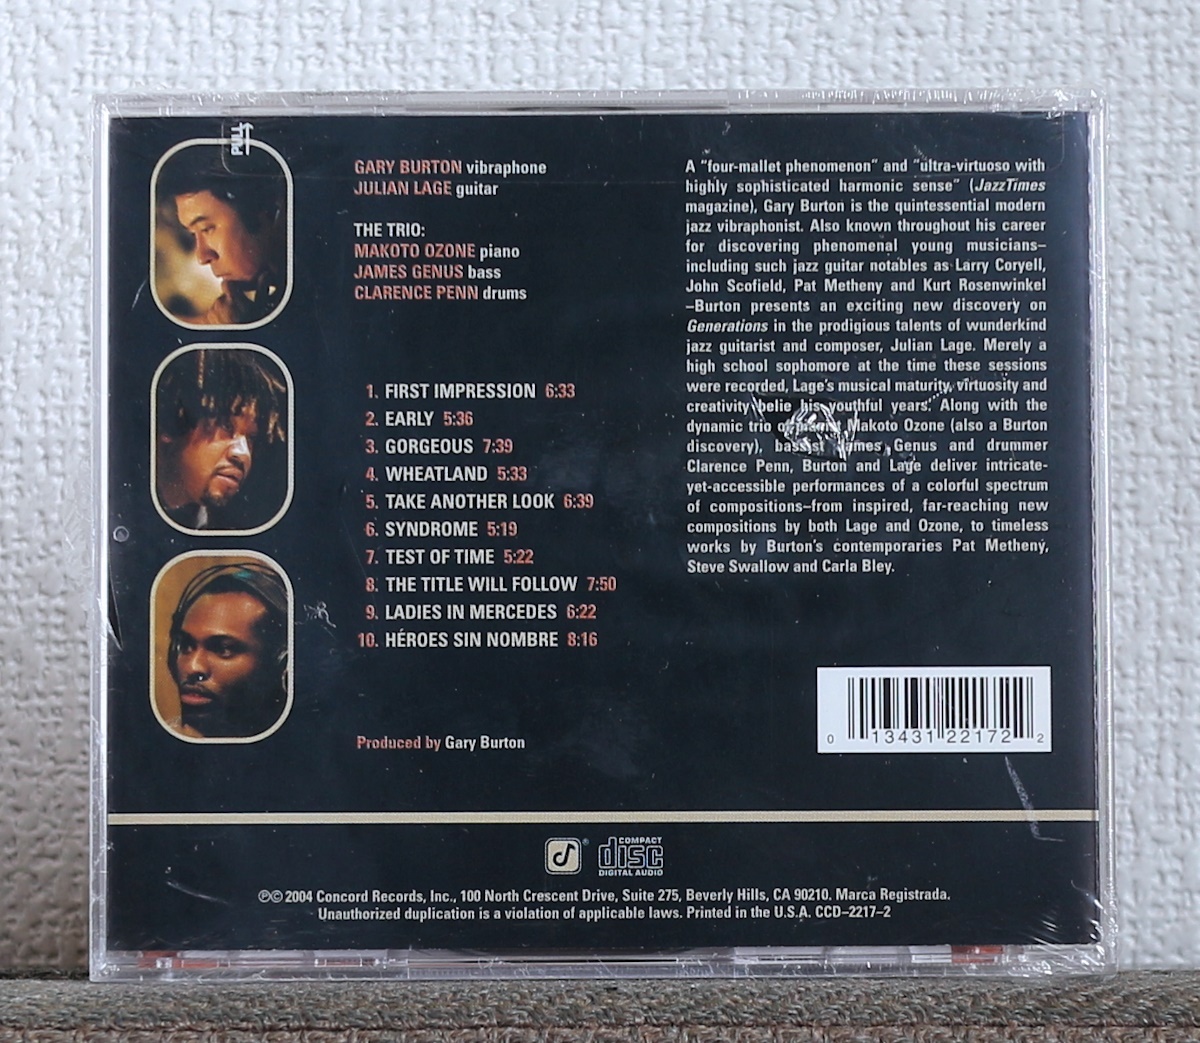 PULL
GARY BURTON vibraphone
JULIAN LAGE guitar
THE TRIO:
MAKOTO OZONE piano
JAMES GENUS bass
CLARENCE PENN drums
1. FIRST IMPRESSION 6:33
2. EARLY 5:36
3. GORGEOUS 7:39
4. WHEATLAND 5:33
5. TAKE ANOTHER LOOK 6:39
6. SYNDROME 5:19
7. TEST OF TIME 5:22
8. THE TITLE WILL FOLLOW 7:50
9. LADIES IN MERCEDES 6:22
10. HÉROES SIN NOMBRE 8:16
Produced by Gary Burton
A "four-mallet phenomenon" and "ultra-virtuoso with
highly sophisticated harmonic sense" (JazzTimes
magazine), Gary Burton is the quintessential modern
jazz vibraphonist. Also known throughout his career
for discovering phenomenal young musicians–
including such jazz guitar notables as Larry Coryell,
John Scofield, Pat Metheny and Kurt Rosenwinkel
–Burton presents an exciting new discovery on
Generations in the prodigious talents of wunderkind
jazz guitarist and composer, Julian Lage. Merely a
high school sophomore at the time these sessions
were recorded, Lage's musical maturity, virtuosity and
creativity belie his youthful years. Along with the
dynamic trio of pianist Makoto Ozone (also a Burton
discovery), bassist James Genus and drummer
Clarence Penn, Burton and Lage deliver intricate-
yet-accessible performances of a colorful spectrum
of compositions–from inspired, far-reaching new
compositions by both Lage and Ozone, to timeless
works by Burton's contemporaries Pat Metheny,
Steve Swallow and Carla Bley.
0 13431 22172 2
COMPACT
disc
DIGITAL AUDIO
℗© 2004 Concord Records, Inc., 100 North Crescent Drive, Suite 275, Beverly Hills, CA 90210. Marca Registrada.
Unauthorized duplication is a violation of applicable laws. Printed in the U.S.A. CCD–2217–2